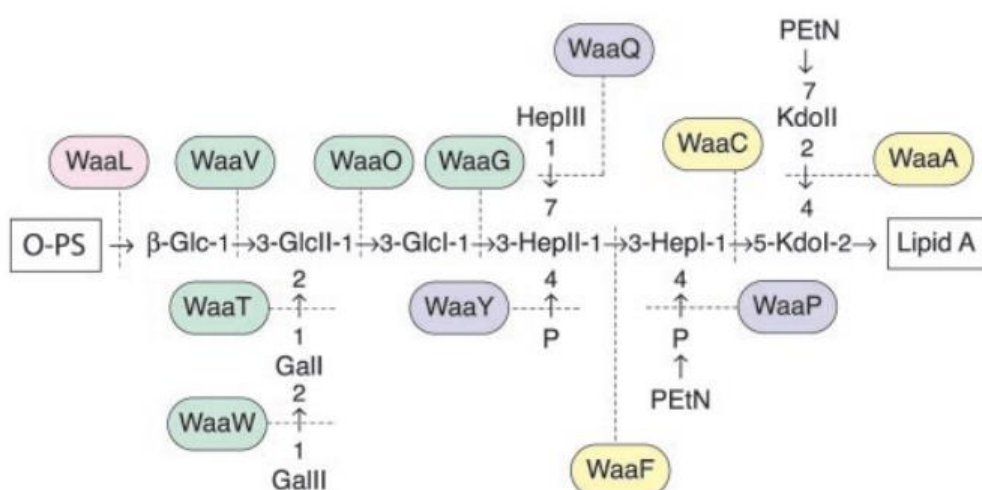 PEtN
WaaQ
↓
7
HepIII
KdoII
WaaL
WaaV
WaaO
WaaG
1
WaaC
2
WaaA
↓
↓
7
4
O-PS → β-Glc-1→3-GlcII-1→3-GlcI-1→3-HepII-1→3-HepI-1→5-KdoI-2→ Lipid A
2
4
4
WaaT
↑
WaaY
↑
↑
WaaP
1
P
P
GalI
↑
2
PEtN
WaaW
↑
1
WaaF
GalII